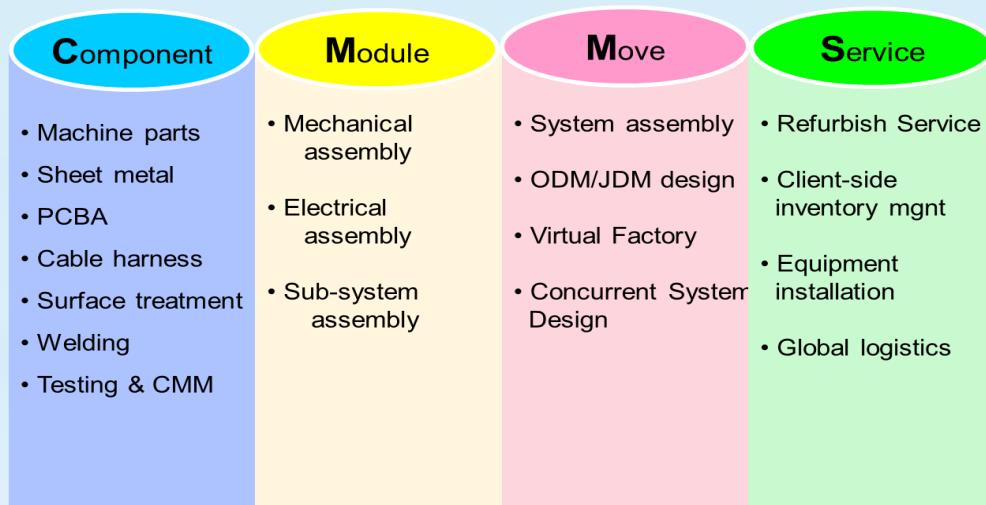 Component
• Machine parts
• Sheet metal
• PCBA
• Cable harness
• Surface treatment
• Welding
• Testing & CMM
Module
• Mechanical
assembly
• Electrical
assembly
• Sub-system
assembly
Move
• System assembly
• ODM/JDM design
• Virtual Factory
• Concurrent System
Design
Service
• Refurbish Service
• Client-side
inventory mgnt
• Equipment
installation
• Global logistics